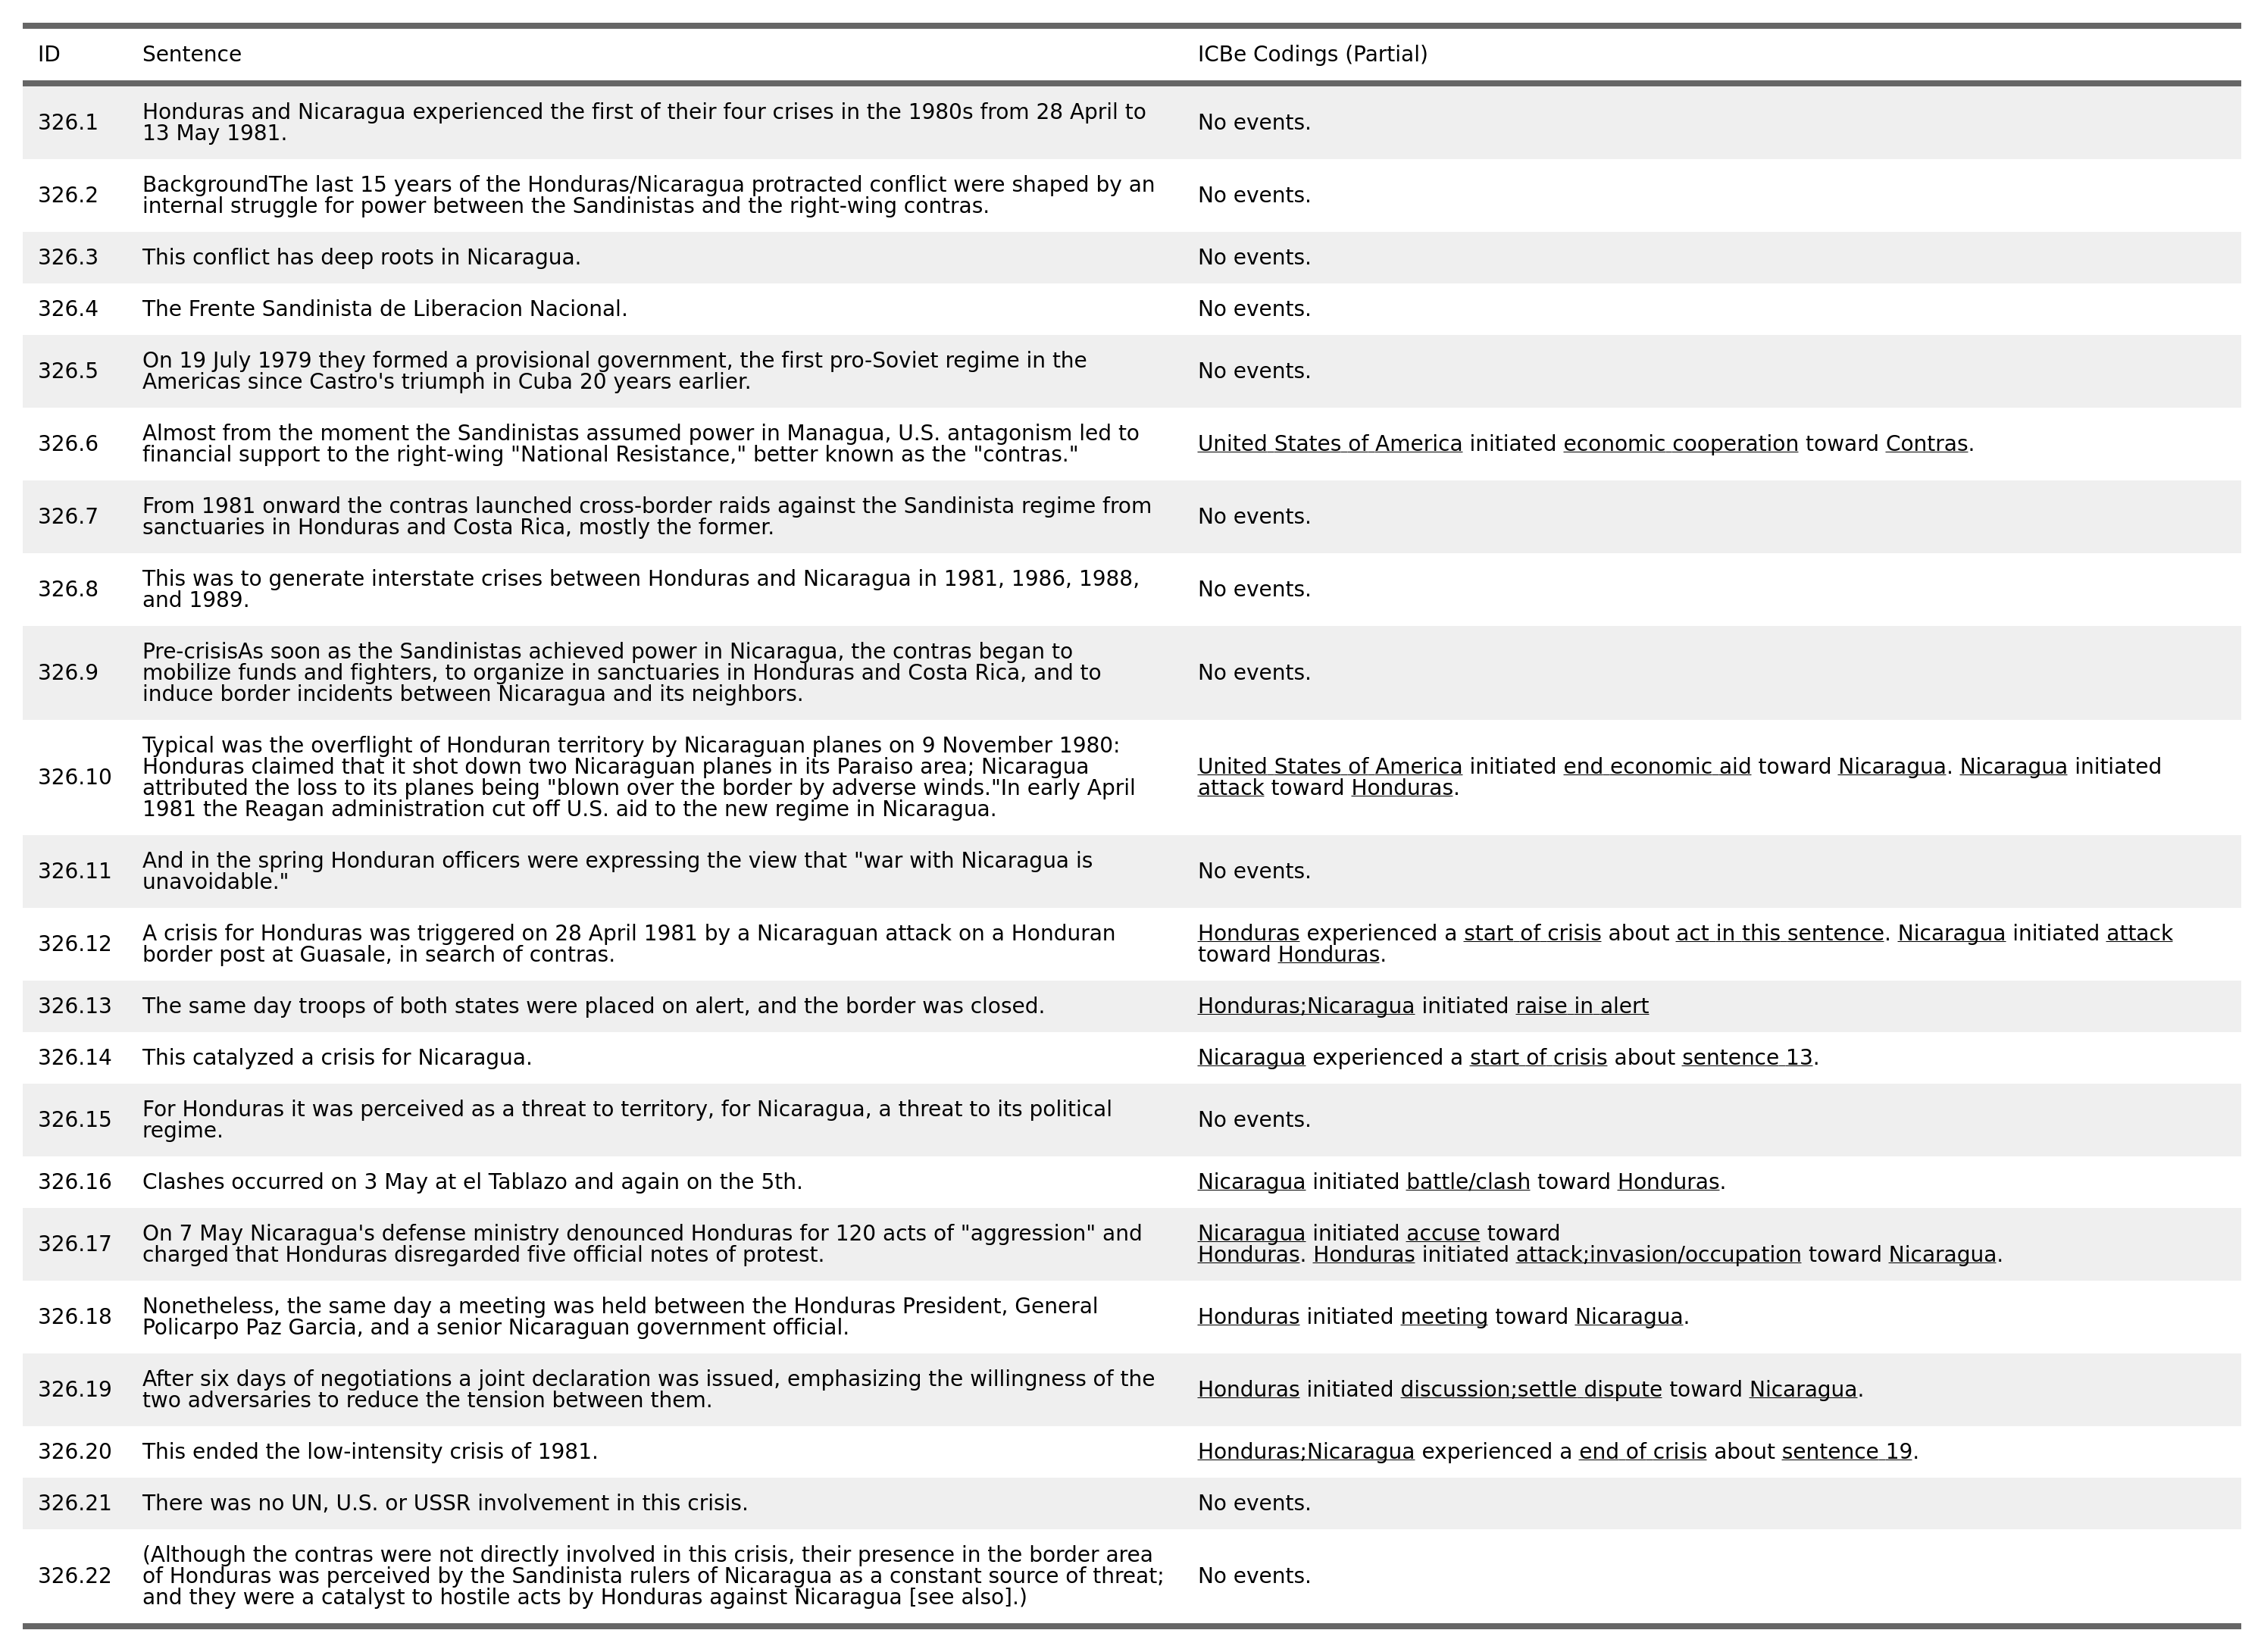 ID Sentence ICBe Codings (Partial)
326.1 Honduras and Nicaragua experienced the first of their four crises in the 1980s from 28 April to
13 May 1981. No events.
326.2 BackgroundThe last 15 years of the Honduras/Nicaragua protracted conflict were shaped by an
internal struggle for power between the Sandinistas and the right-wing contras. No events.
326.3 This conflict has deep roots in Nicaragua. No events.
326.4 The Frente Sandinista de Liberacion Nacional. No events.
326.5 On 19 July 1979 they formed a provisional government, the first pro-Soviet regime in the
Americas since Castro's triumph in Cuba 20 years earlier. No events.
326.6 Almost from the moment the Sandinistas assumed power in Managua, U.S. antagonism led to
financial support to the right-wing "National Resistance," better known as the "contras."
United States of America initiated economic cooperation toward Contras.
326.7 From 1981 onward the contras launched cross-border raids against the Sandinista regime from
sanctuaries in Honduras and Costa Rica, mostly the former. No events.
326.8 This was to generate interstate crises between Honduras and Nicaragua in 1981, 1986, 1988,
and 1989. No events.
326.9 Pre-crisisAs soon as the Sandinistas achieved power in Nicaragua, the contras began to
mobilize funds and fighters, to organize in sanctuaries in Honduras and Costa Rica, and to
induce border incidents between Nicaragua and its neighbors. No events.
326.10 Typical was the overflight of Honduran territory by Nicaraguan planes on 9 November 1980:
Honduras claimed that it shot down two Nicaraguan planes in its Paraiso area; Nicaragua
attributed the loss to its planes being "blown over the border by adverse winds."In early April
1981 the Reagan administration cut off U.S. aid to the new regime in Nicaragua.
United States of America initiated end economic aid toward Nicaragua. Nicaragua initiated
attack toward Honduras.
326.11 And in the spring Honduran officers were expressing the view that "war with Nicaragua is
unavoidable." No events.
326.12 A crisis for Honduras was triggered on 28 April 1981 by a Nicaraguan attack on a Honduran
border post at Guasale, in search of contras.
Honduras experienced a start of crisis about act in this sentence. Nicaragua initiated attack
toward Honduras.
326.13 The same day troops of both states were placed on alert, and the border was closed. Honduras;Nicaragua initiated raise in alert
326.14 This catalyzed a crisis for Nicaragua. Nicaragua experienced a start of crisis about sentence 13.
326.15 For Honduras it was perceived as a threat to territory, for Nicaragua, a threat to its political
regime. No events.
326.16 Clashes occurred on 3 May at el Tablazo and again on the 5th. Nicaragua initiated battle/clash toward Honduras.
326.17 On 7 May Nicaragua's defense ministry denounced Honduras for 120 acts of "aggression" and
charged that Honduras disregarded five official notes of protest.
Nicaragua initiated accuse toward
Honduras. Honduras initiated attack;invasion/occupation toward Nicaragua.
326.18 Nonetheless, the same day a meeting was held between the Honduras President, General
Policarpo Paz Garcia, and a senior Nicaraguan government official.
Honduras initiated meeting toward Nicaragua.
326.19 After six days of negotiations a joint declaration was issued, emphasizing the willingness of the
two adversaries to reduce the tension between them.
Honduras initiated discussion;settle dispute toward Nicaragua.
326.20 This ended the low-intensity crisis of 1981. Honduras;Nicaragua experienced a end of crisis about sentence 19.
326.21 There was no UN, U.S. or USSR involvement in this crisis. No events.
326.22 (Although the contras were not directly involved in this crisis, their presence in the border area
of Honduras was perceived by the Sandinista rulers of Nicaragua as a constant source of threat;
and they were a catalyst to hostile acts by Honduras against Nicaragua [see also].) No events.